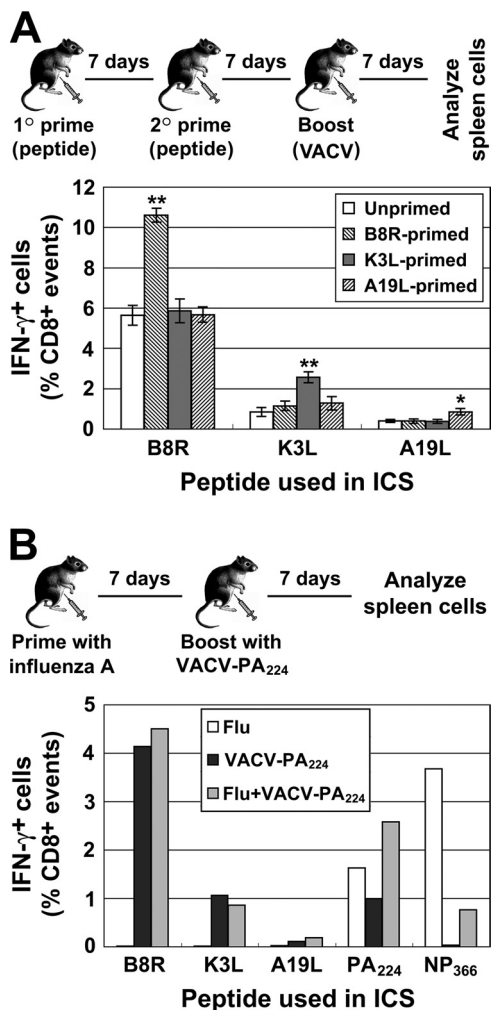 A
7 days
7 days
7 days
1° prime
(peptide)
2° prime
(peptide)
Boost
(VACV)
Analyze
spleen cells
IFN-γ+ cells
(% CD8+ events)
12
10
8
6
4
2
0
**
**
*
Unprimed
B8R-primed
K3L-primed
A19L-primed
B8R
K3L
A19L
Peptide used in ICS
B
7 days
7 days
Analyze
spleen cells
Prime with
influenza A
Boost with
VACV-PA224
IFN-γ+ cells
(% CD8+ events)
5
4
3
2
1
0
Flu
VACV-PA224
Flu+VACV-PA224
B8R
K3L
A19L
PA224
NP366
Peptide used in ICS